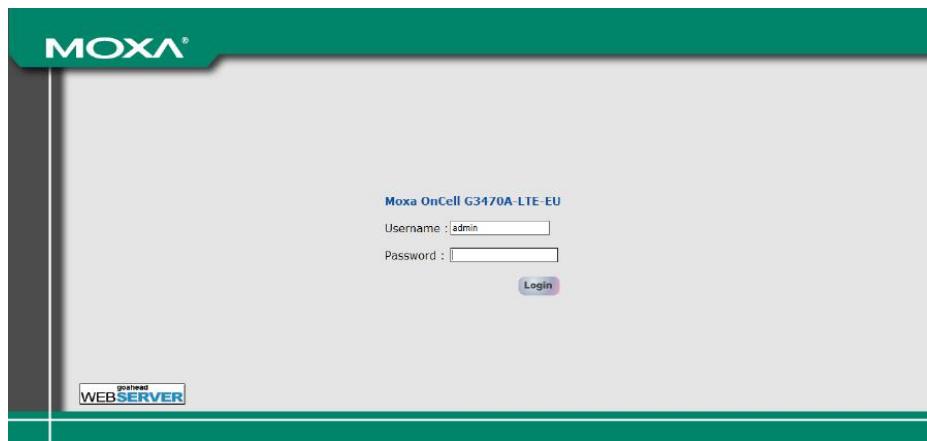 MOXA®
Moxa OnCell G3470A-LTE-EU
Username : admin
Password :
Login
goahead
WEBSERVER